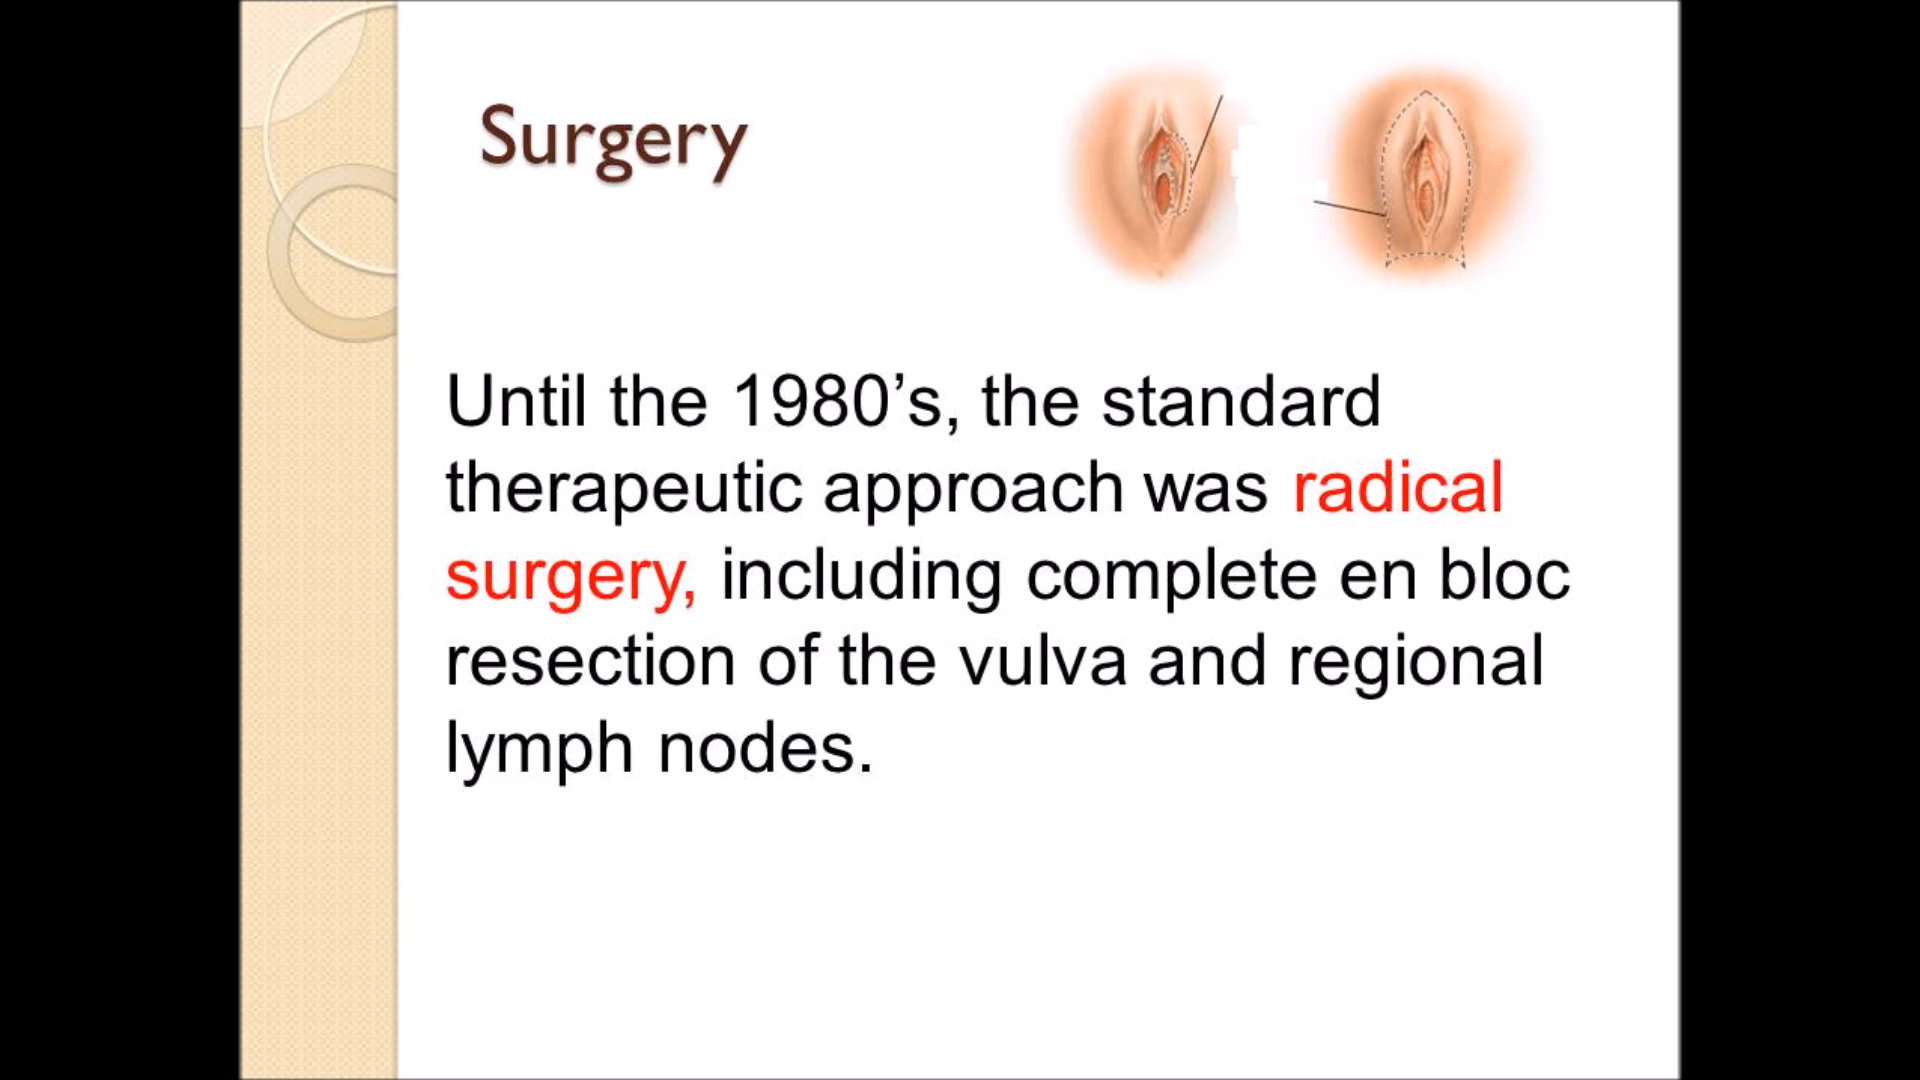 Surgery
Until the 1980’s, the standard
therapeutic approach was radical
surgery, including complete en bloc
resection of the vulva and regional
lymph nodes.